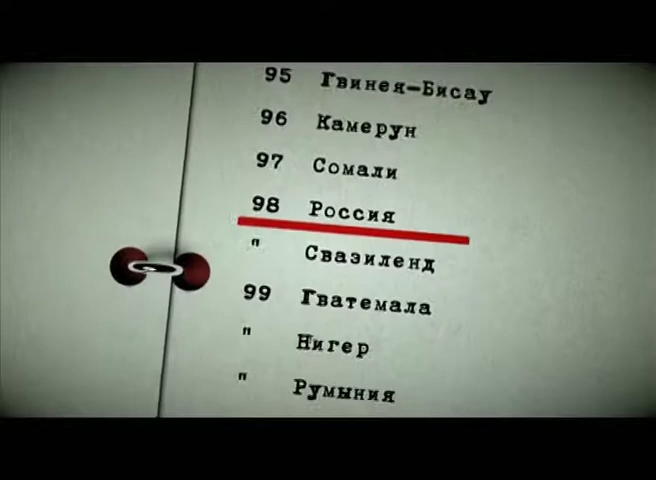 95 Гвинея-Бисау
96 Камерун
97 Сомали
98 Россия
" Свазиленд
99 Гватемала
" Нигер
" Румыния